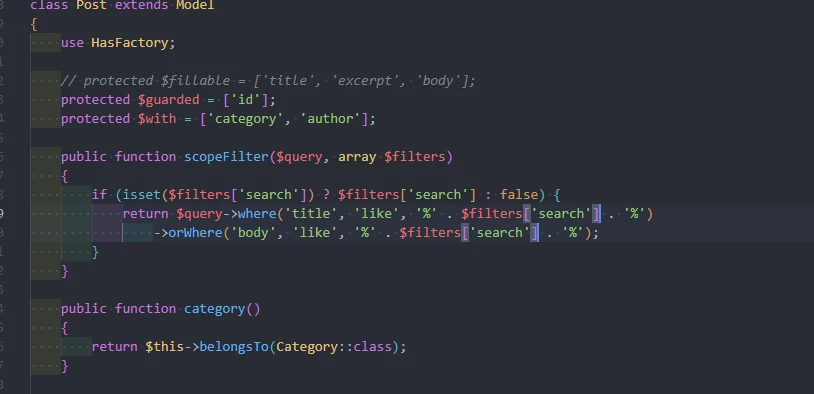 class Post extends Model
{
    use HasFactory;

    // protected $fillable = ['title', 'excerpt', 'body'];
    protected $guarded = ['id'];
    protected $with = ['category', 'author'];

    public function scopeFilter($query, array $filters)
    {
        if (isset($filters['search']) ? $filters['search'] : false) {
            return $query->where('title', 'like', '%' . $filters['search'] . '%')
                ->orWhere('body', 'like', '%' . $filters['search'] . '%');
        }
    }

    public function category()
    {
        return $this->belongsTo(Category::class);
    }